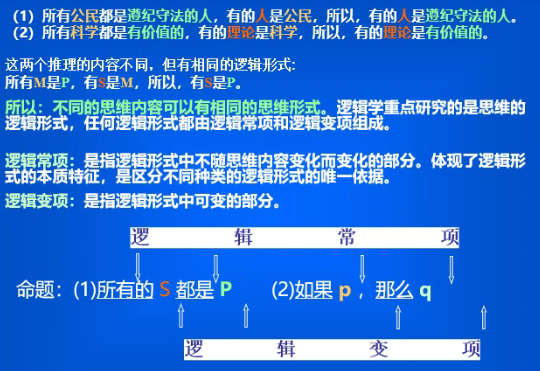 (1) 所有公民都是遵纪守法的人，有的人是公民，所以，有的人是遵纪守法的人。
(2) 所有科学都是有价值的，有的理论是科学，所以，有的理论是有价值的。
这两个推理的内容不同，但有相同的逻辑形式:
所有M是P，有S是M，所以，有S是P。
所以：不同的思维内容可以有相同的思维形式。逻辑学重点研究的是思维的
逻辑形式，任何逻辑形式都由逻辑常项和逻辑变项组成。
逻辑常项：是指逻辑形式中不随思维内容变化而变化的部分。体现了逻辑形
式的本质特征，是区分不同种类的逻辑形式的唯一依据。
逻辑变项：是指逻辑形式中可变的部分。
逻 辑 常 项
命题：(1)所有的 S 都是 P (2)如果 p ，那么 q
逻 辑 变 项